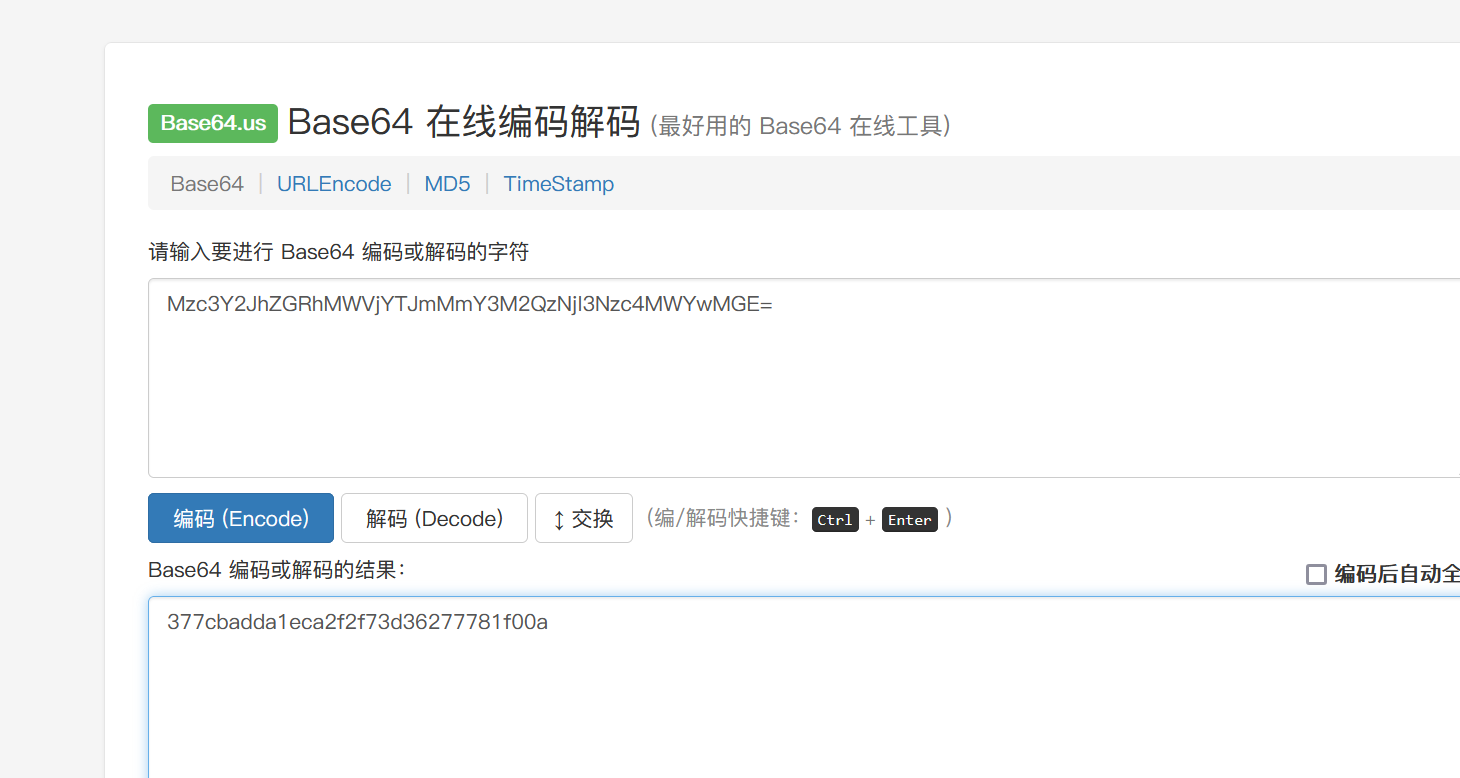 Base64.us Base64 在线编码解码 (最好用的 Base64 在线工具)
Base64 | URLEncode | MD5 | TimeStamp
请输入要进行 Base64 编码或解码的字符
Mzc3Y2JhZGRhMWVjYTJmMmY3M2QzNjI3Nzc4MWYwMGE=
编码 (Encode) 解码 (Decode) ↕ 交换 (编/解码快捷键: Ctrl + Enter )
Base64 编码或解码的结果: 编码后自动全
377cbadda1eca2f2f73d36277781f00a